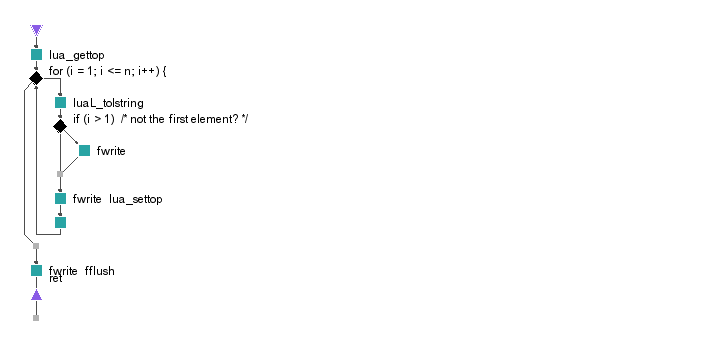 lua_gettop
for (i = 1; i <= n; i++) {
luaL_tolstring
if (i > 1)  /* not the first element? */
fwrite
fwrite  lua_settop
fwrite  fflush
ret